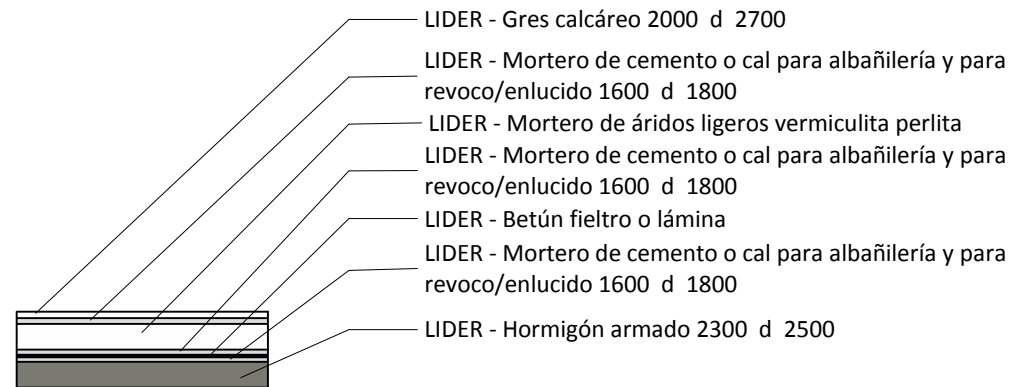 LIDER - Gres calcáreo 2000 d 2700
LIDER - Mortero de cemento o cal para albañilería y para
revoco/enlucido 1600 d 1800
LIDER - Mortero de áridos ligeros vermiculita perlita
LIDER - Mortero de cemento o cal para albañilería y para
revoco/enlucido 1600 d 1800
LIDER - Betún fieltro o lámina
LIDER - Mortero de cemento o cal para albañilería y para
revoco/enlucido 1600 d 1800
LIDER - Hormigón armado 2300 d 2500